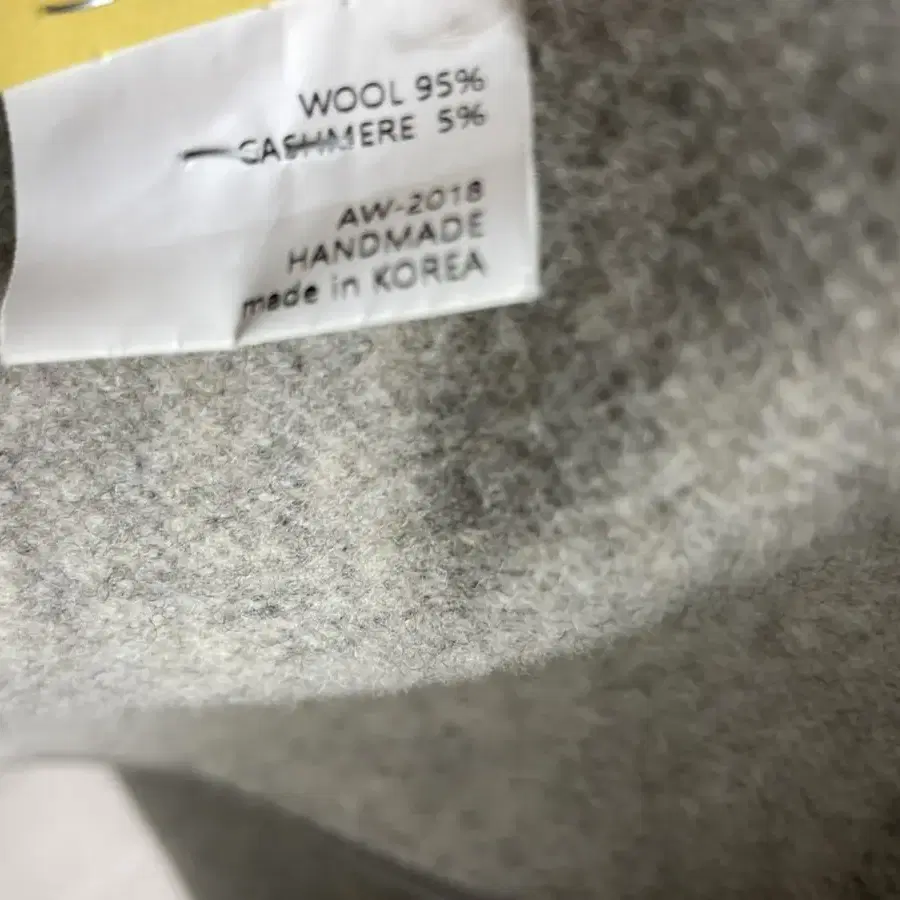 WOOL 95%
CASHMERE 5%
AW-2018
HANDMADE
made in KOREA